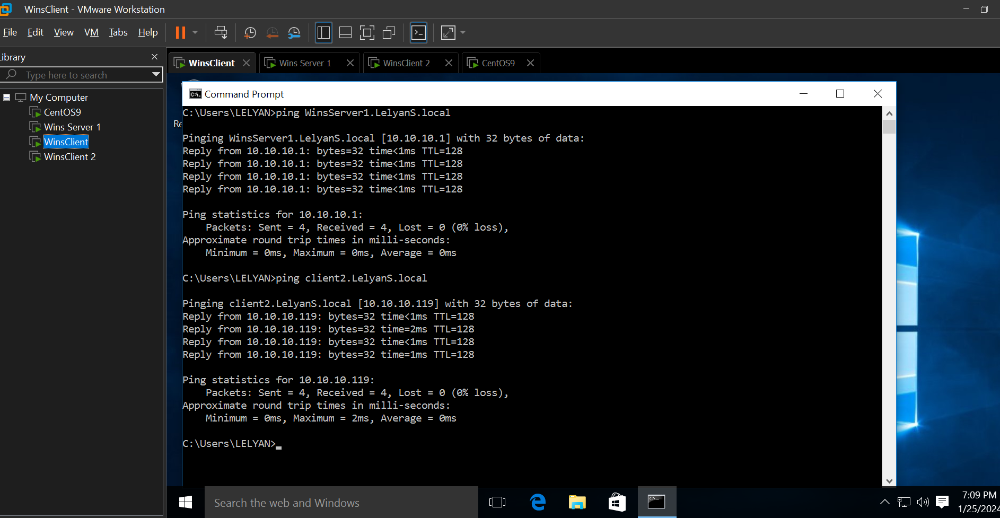 WinsClient - VMware Workstation
File Edit View VM Tabs Help
Library
Type here to search
My Computer
CentOS9
Wins Server 1
WinsClient
WinsClient 2
WinsClient
Wins Server 1
WinsClient 2
CentOS9
Re
Command Prompt
C:\Users\LELYAN>ping WinsServer1.LelyanS.local
Pinging WinsServer1.LelyanS.local [10.10.10.1] with 32 bytes of data:
Reply from 10.10.10.1: bytes=32 time<1ms TTL=128
Reply from 10.10.10.1: bytes=32 time<1ms TTL=128
Reply from 10.10.10.1: bytes=32 time<1ms TTL=128
Reply from 10.10.10.1: bytes=32 time<1ms TTL=128
Ping statistics for 10.10.10.1:
Packets: Sent = 4, Received = 4, Lost = 0 (0% loss),
Approximate round trip times in milli-seconds:
Minimum = 0ms, Maximum = 0ms, Average = 0ms
C:\Users\LELYAN>ping client2.LelyanS.local
Pinging client2.LelyanS.local [10.10.10.119] with 32 bytes of data:
Reply from 10.10.10.119: bytes=32 time<1ms TTL=128
Reply from 10.10.10.119: bytes=32 time=2ms TTL=128
Reply from 10.10.10.119: bytes=32 time<1ms TTL=128
Reply from 10.10.10.119: bytes=32 time=1ms TTL=128
Ping statistics for 10.10.10.119:
Packets: Sent = 4, Received = 4, Lost = 0 (0% loss),
Approximate round trip times in milli-seconds:
Minimum = 0ms, Maximum = 2ms, Average = 0ms
C:\Users\LELYAN>
Search the web and Windows
7:09 PM
1/25/2024